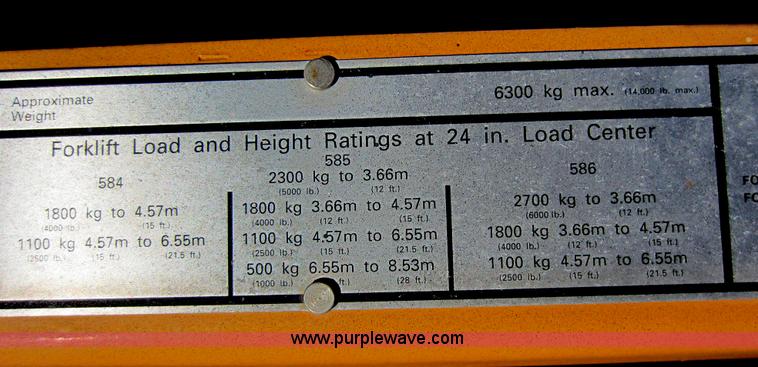 Approximate
Weight
6300 kg max. (14,000 lb. max.)
Forklift Load and Height Ratings at 24 in. Load Center
584
1800 kg to 4.57m
(4000 lb.) (15 ft.)
1100 kg 4.57m to 6.55m
(2500 lb.) (15 ft.) (21.5 ft.)
585
2300 kg to 3.66m
(5000 lb.) (12 ft.)
1800 kg 3.66m to 4.57m
(4000 lb.) (12 ft.) (15 ft.)
1100 kg 4.57m to 6.55m
(2500 lb.) (15 ft.) (21.5 ft.)
500 kg 6.55m to 8.53m
(1000 lb.) ft.) (28 ft.)
586
2700 kg to 3.66m
(6000 lb.) (12 ft.)
1800 kg 3.66m to 4.57m
(4000 lb.) (12 ft.) (15 ft.)
1100 kg 4.57m to 6.55m
(2500 lb.) (15 ft.) (21.5 ft.)
FO
FO
www.purplewave.com